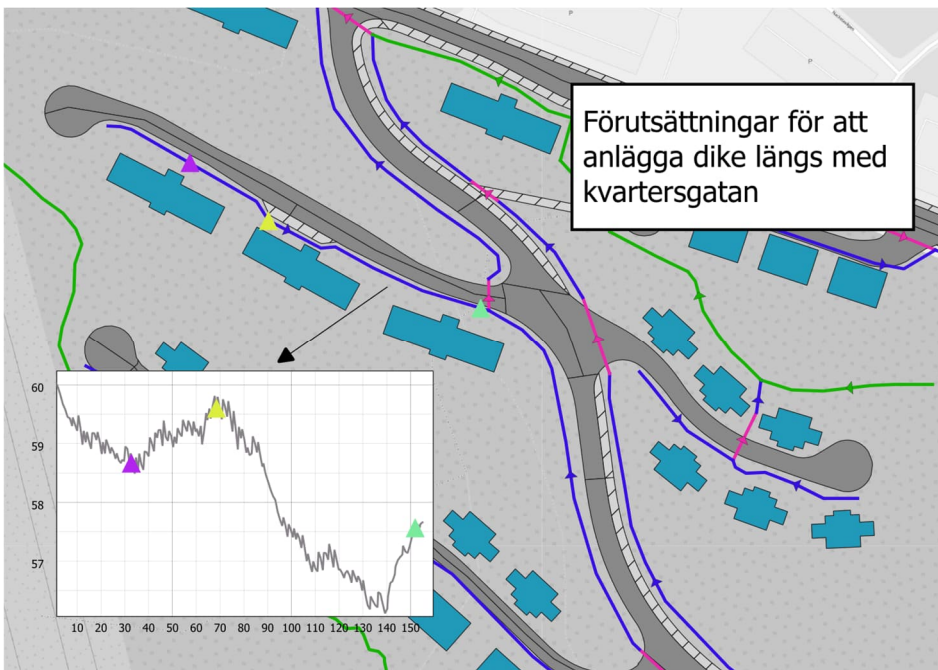 P
P
Förutsättningar för att
anlägga dike längs med
kvartersgatan
60
59
58
57
10 20 30 40 50 60 70 80 90 100 110 120 130 140 150